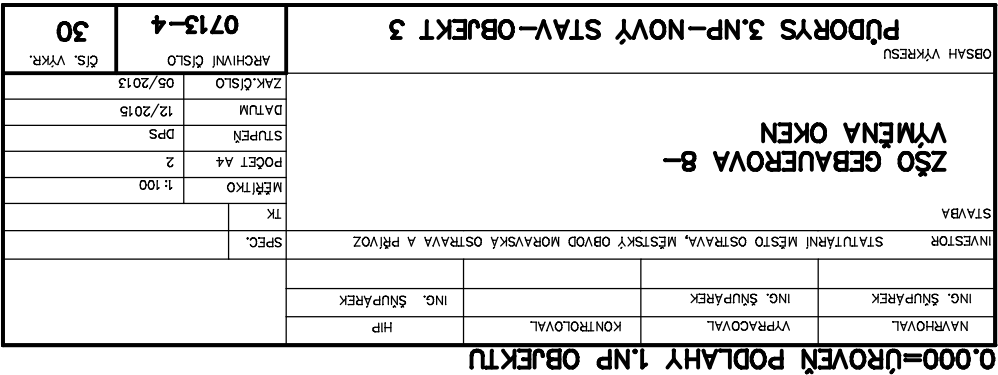 0.000=ÚROVEŇ PODLAHY 1.NP OBJEKTU
NAVRHOVAL VYPRACOVAL KONTROLOVAL HIP
ING. ŠŇUPÁREK ING. ŠŇUPÁREK ING. ŠŇUPÁREK
INVESTOR STATUTÁRNÍ MĚSTO OSTRAVA, MĚSTSKÝ OBVOD MORAVSKÁ OSTRAVA A PŘÍVOZ SPEC.
STAVBA TK
ZŠO GEBAUEROVA 8-
VÝMĚNA OKEN
MĚŘÍTKO 1:100
POČET A4 2
STUPEŇ DPS
DATUM 12/2015
ZAK.ČÍSLO 05/2013
OBSAH VÝKRESU
PŮDORYS 3.NP-NOVÝ STAV-OBJEKT 3
ARCHIVNÍ ČÍSLO ČÍS. VÝKR.
0713-4 30